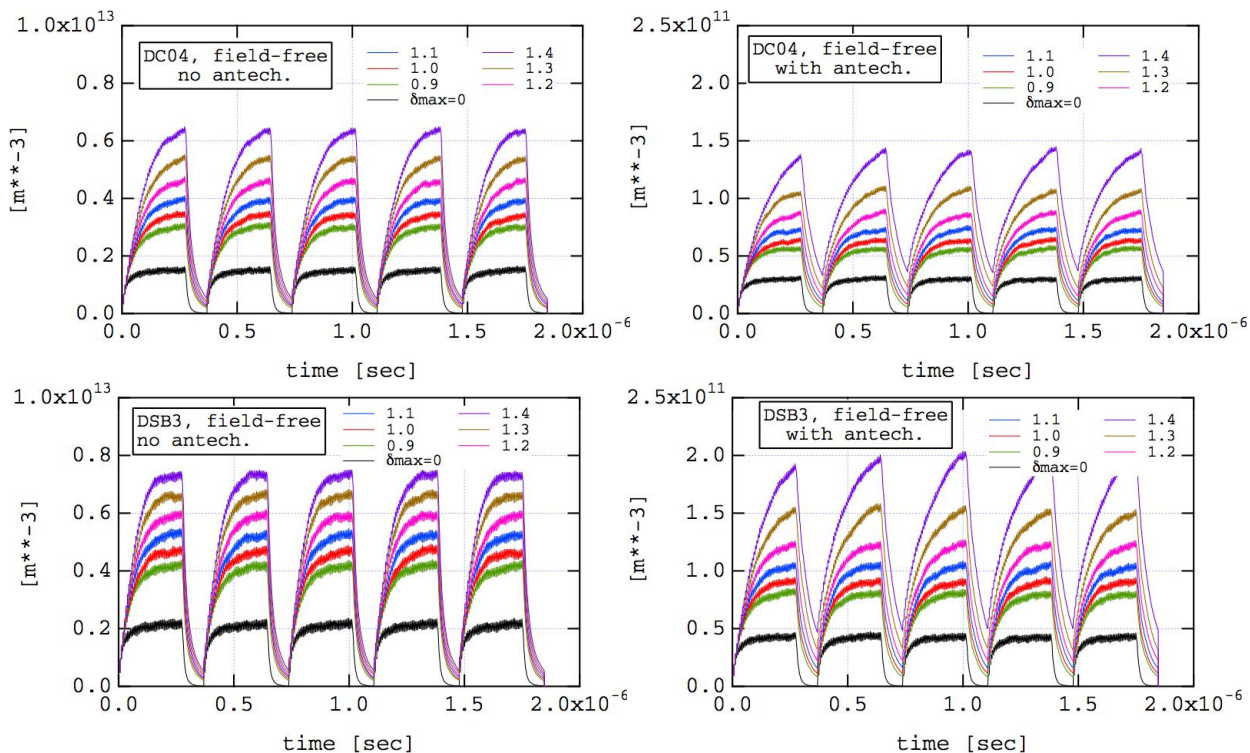 1.0x10^13
DC04, field-free
no antech.
1.1
1.4
1.0
1.3
0.9
1.2
δmax=0
0.8
0.6
0.4
0.2
0.0
[m**-3]
0.0
0.5
1.0
1.5
2.0x10^-6
time [sec]
2.5x10^11
DC04, field-free
with antech.
1.1
1.4
1.0
1.3
0.9
1.2
δmax=0
2.0
1.5
1.0
0.5
0.0
[m**-3]
0.0
0.5
1.0
1.5
2.0x10^-6
time [sec]
1.0x10^13
DSB3, field-free
no antech.
1.1
1.4
1.0
1.3
0.9
1.2
δmax=0
0.8
0.6
0.4
0.2
0.0
[m**-3]
0.0
0.5
1.0
1.5
2.0x10^-6
time [sec]
2.5x10^11
DSB3, field-free
with antech.
1.1
1.4
1.0
1.3
0.9
1.2
δmax=0
2.0
1.5
1.0
0.5
0.0
[m**-3]
0.0
0.5
1.0
1.5
2.0x10^-6
time [sec]